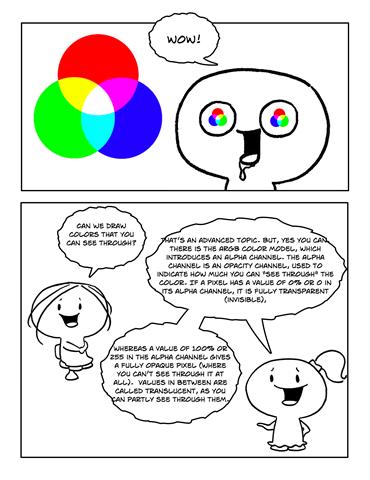 WOW!
CAN WE DRAW
COLORS THAT YOU
CAN SEE THROUGH?
THAT'S AN ADVANCED TOPIC. BUT, YES YOU CAN.
THERE IS THE ARGB COLOR MODEL, WHICH
INTRODUCES AN ALPHA CHANNEL. THE ALPHA
CHANNEL IS AN OPACITY CHANNEL, USED TO
INDICATE HOW MUCH YOU CAN "SEE THROUGH" THE
COLOR. IF A PIXEL HAS A VALUE OF 0% OR 0 IN
ITS ALPHA CHANNEL, IT IS FULLY TRANSPARENT
(INVISIBLE),
WHEREAS A VALUE OF 100% OR
255 IN THE ALPHA CHANNEL GIVES
A FULLY OPAQUE PIXEL (WHERE
YOU CAN'T SEE THROUGH IT AT
ALL). VALUES IN BETWEEN ARE
CALLED TRANSLUCENT, AS YOU
CAN PARTLY SEE THROUGH THEM.